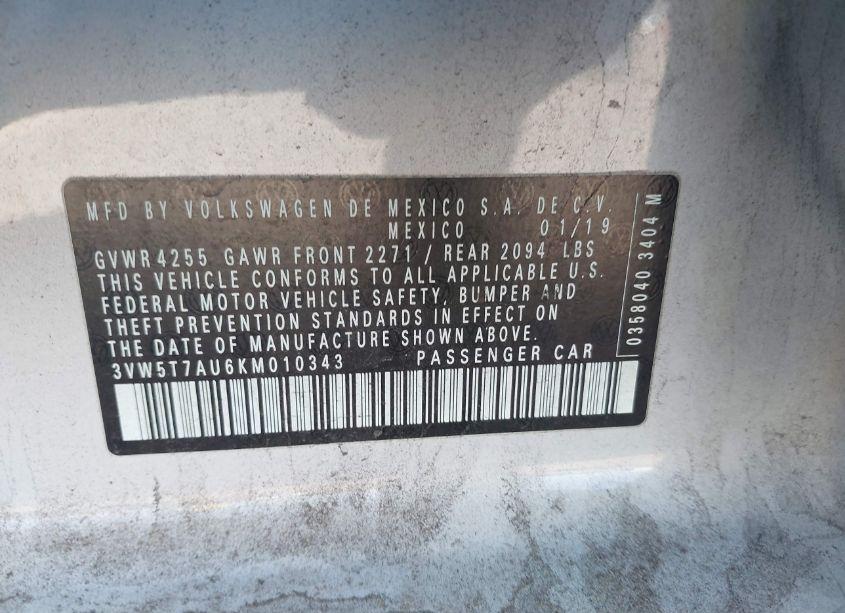 MFD BY VOLKSWAGEN DE MEXICO S.A. DE C.V.
MEXICO 01/19
GVWR4255 GAWR FRONT 2271 / REAR 2094 LBS
THIS VEHICLE CONFORMS TO ALL APPLICABLE U.S.
FEDERAL MOTOR VEHICLE SAFETY, BUMPER AND
THEFT PREVENTION STANDARDS IN EFFECT ON
THE DATE OF MANUFACTURE SHOWN ABOVE.
3VW5T7AU6KM010343 PASSENGER CAR
0358040 3404 M